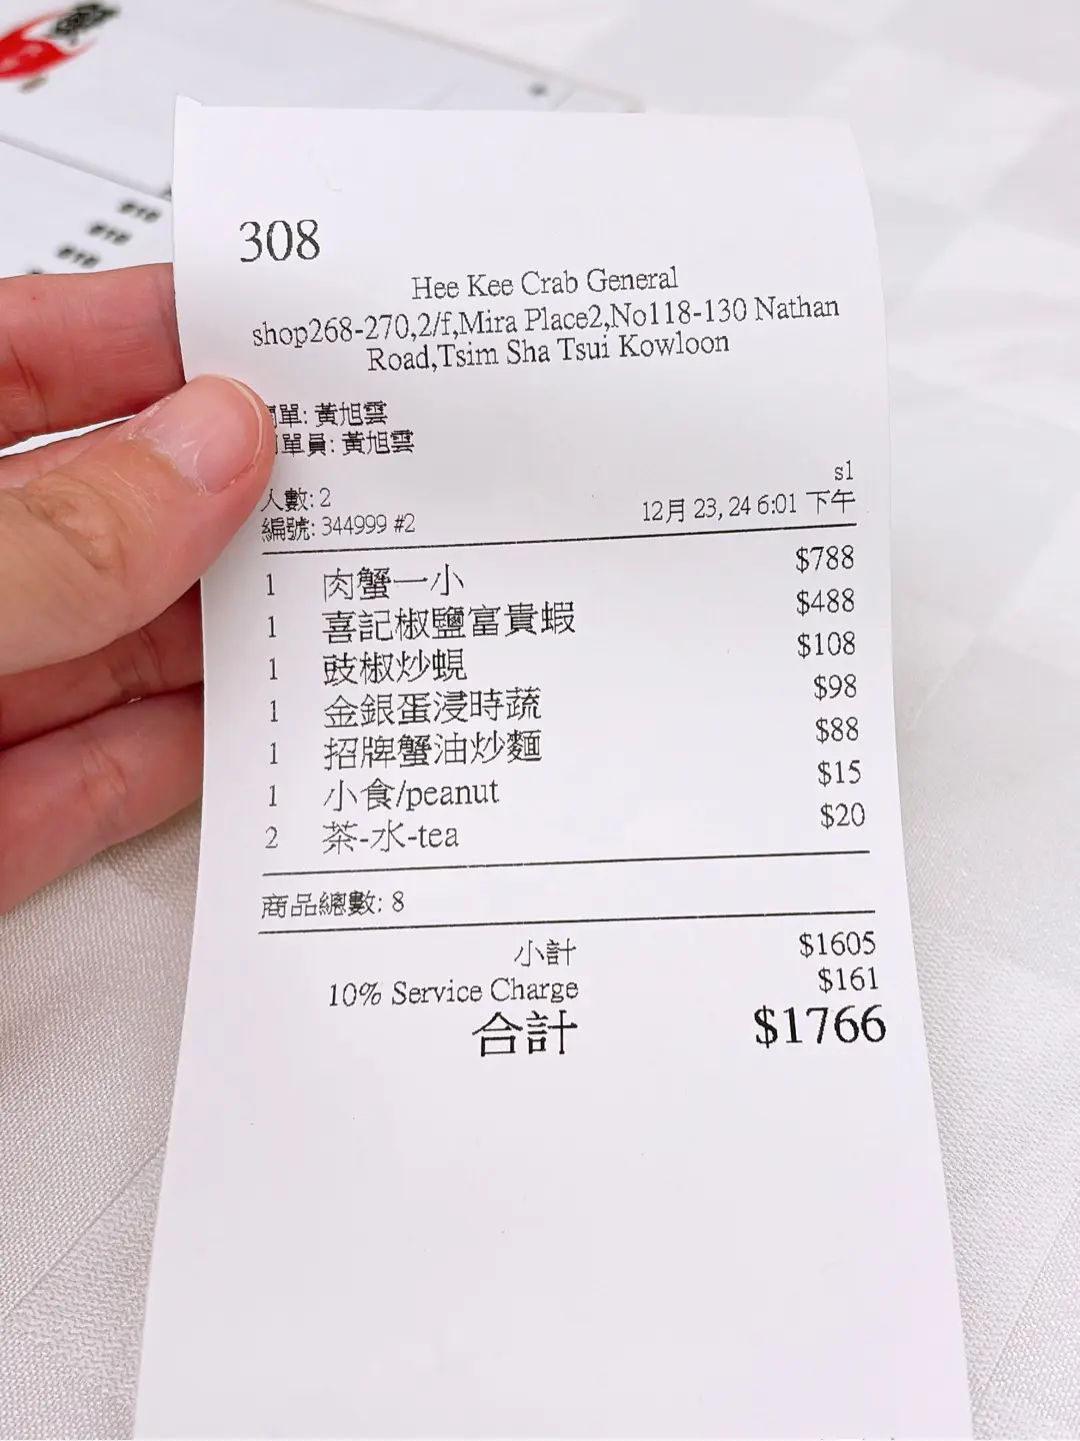 308
Hee Kee Crab General
shop268-270,2/f,Mira Place2,No118-130 Nathan
Road,Tsim Sha Tsui Kowloon
單: 黃旭雲
單員: 黃旭雲
s1
人數: 2
編號: 344999 #2 12月 23, 24 6:01 下午
1 肉蟹一小 $788
1 喜記椒鹽富貴蝦 $488
1 豉椒炒蜆 $108
1 金銀蛋浸時蔬 $98
1 招牌蟹油炒麵 $88
1 小食/peanut $15
2 茶-水-tea $20
商品總數: 8
小計 $1605
10% Service Charge $161
合計 $1766